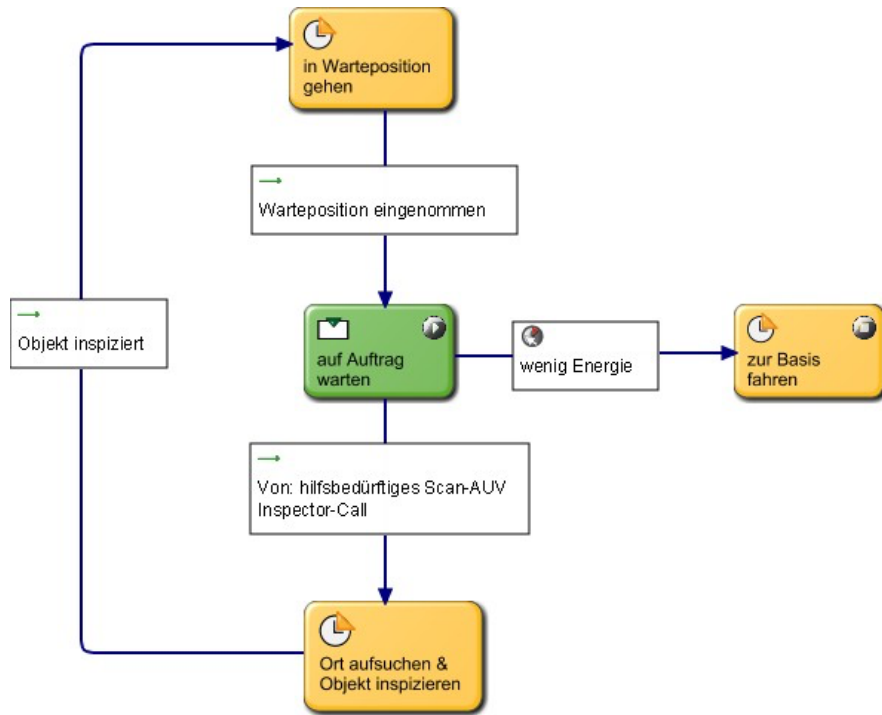 in Warteposition
gehen
Warteposition eingenommen
Objekt inspiziert
auf Auftrag
warten
wenig Energie
zur Basis
fahren
Von: hilfsbedürftiges Scan-AUV
Inspector-Call
Ort aufsuchen &
Objekt inspizieren